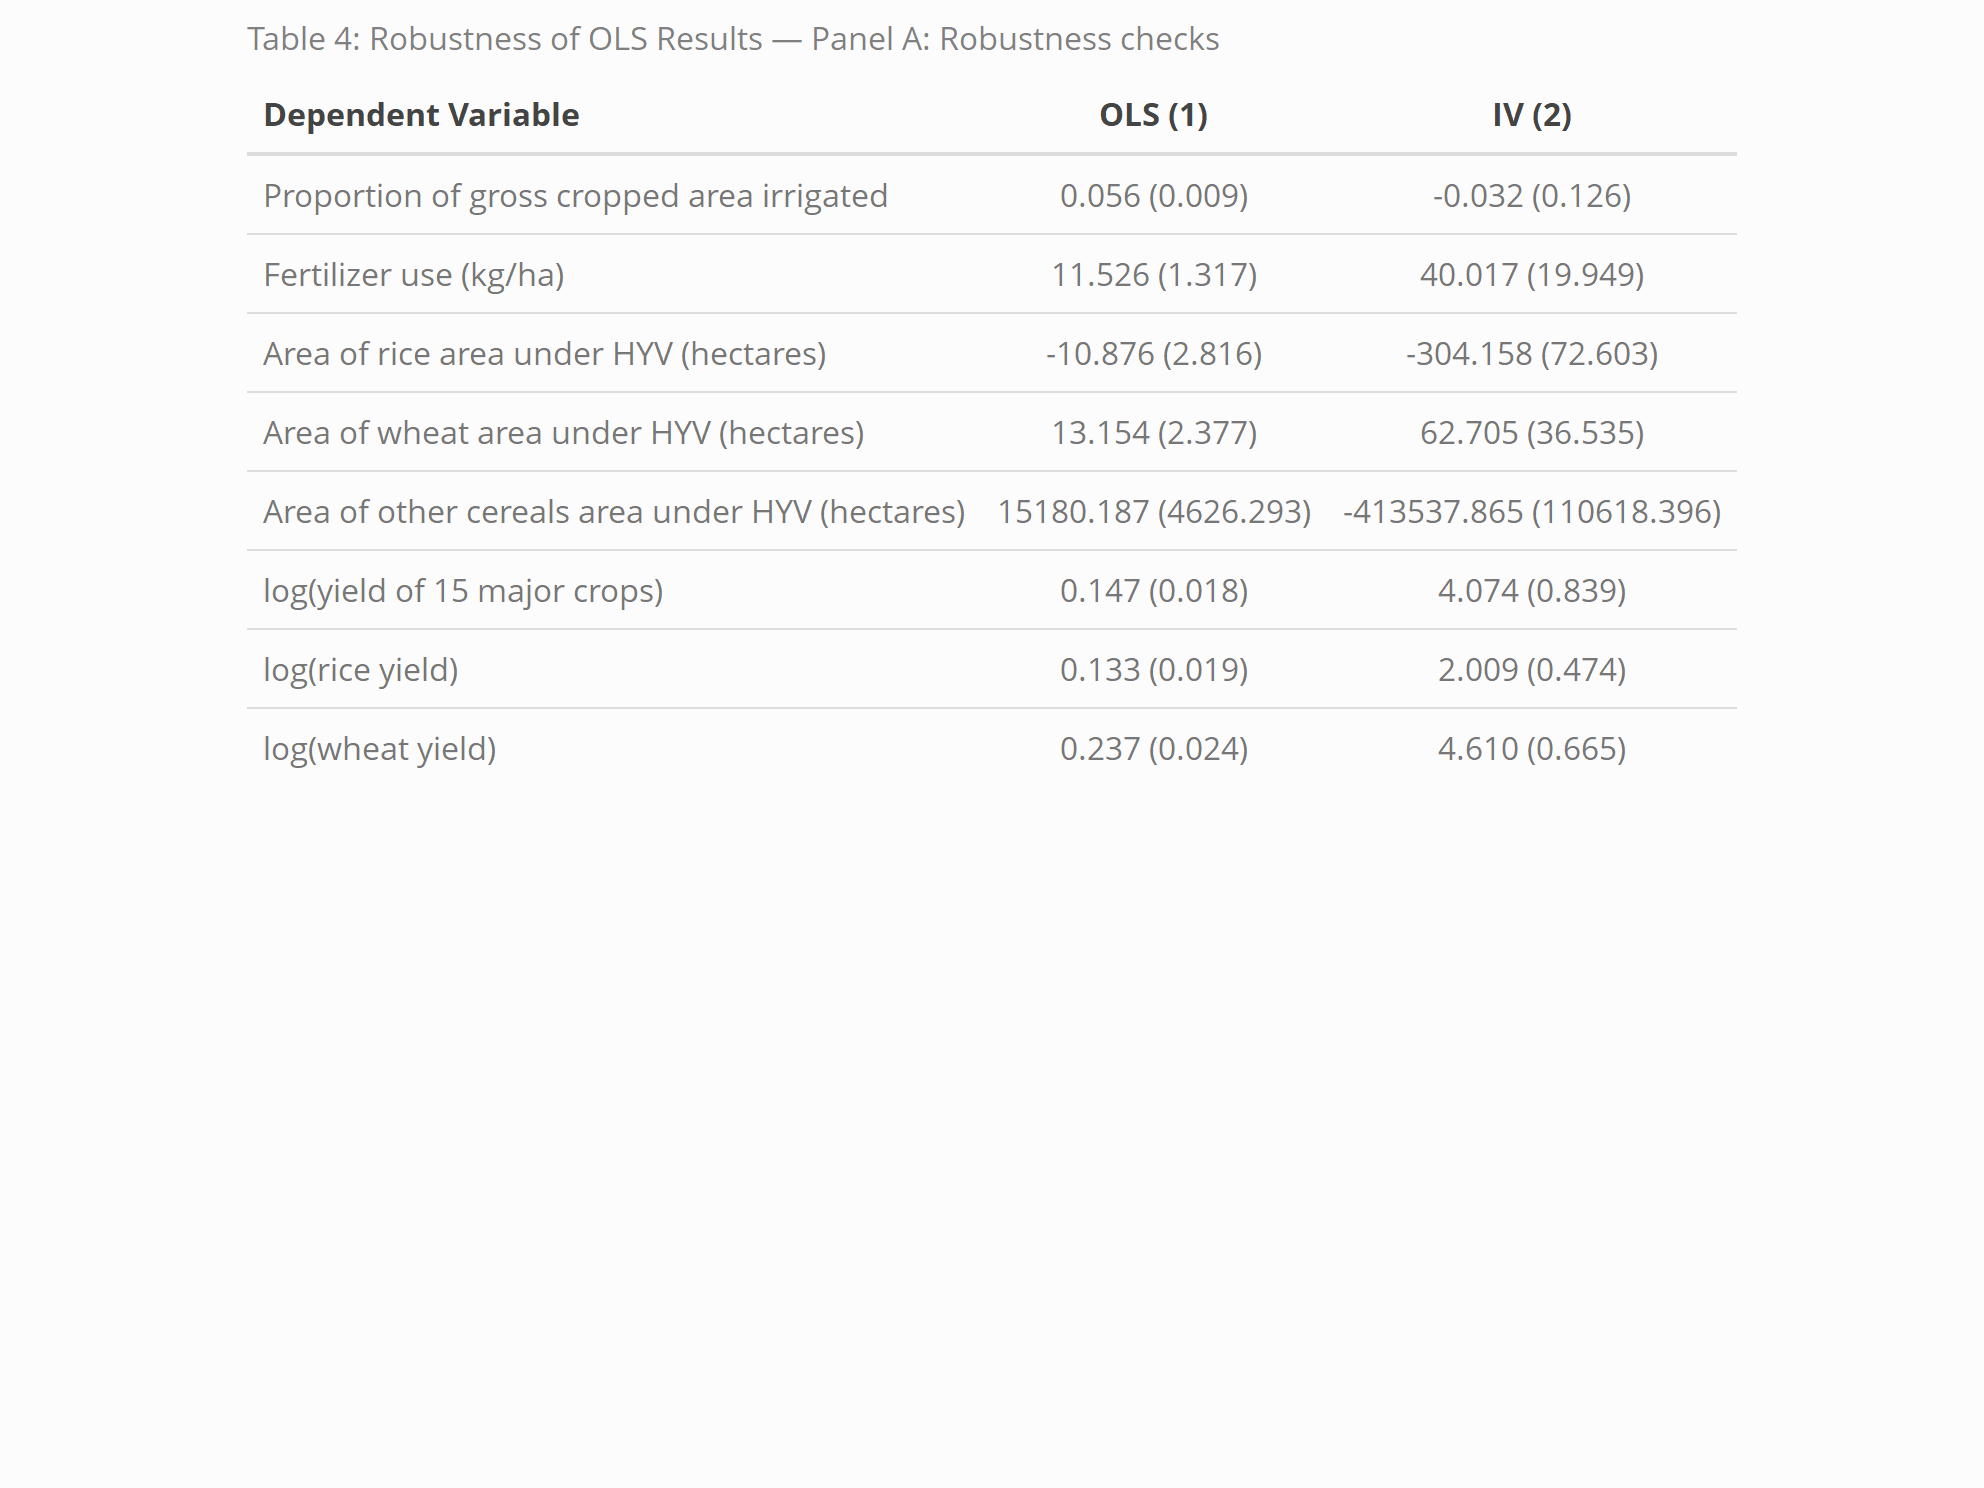 Table 4: Robustness of OLS Results — Panel A: Robustness checks
Dependent Variable OLS (1) IV (2)
Proportion of gross cropped area irrigated 0.056 (0.009) -0.032 (0.126)
Fertilizer use (kg/ha) 11.526 (1.317) 40.017 (19.949)
Area of rice area under HYV (hectares) -10.876 (2.816) -304.158 (72.603)
Area of wheat area under HYV (hectares) 13.154 (2.377) 62.705 (36.535)
Area of other cereals area under HYV (hectares) 15180.187 (4626.293) -413537.865 (110618.396)
log(yield of 15 major crops) 0.147 (0.018) 4.074 (0.839)
log(rice yield) 0.133 (0.019) 2.009 (0.474)
log(wheat yield) 0.237 (0.024) 4.610 (0.665)